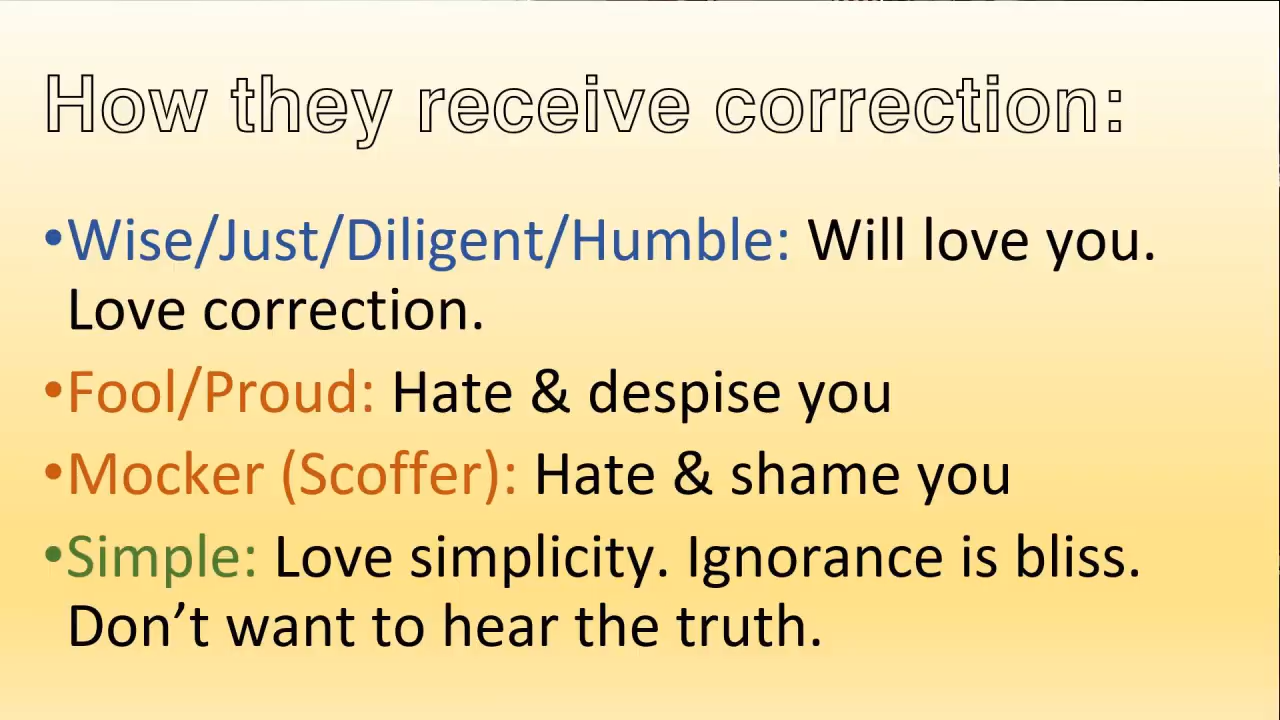 How they receive correction:
•Wise/Just/Diligent/Humble: Will love you.
Love correction.
•Fool/Proud: Hate & despise you
•Mocker (Scoffer): Hate & shame you
•Simple: Love simplicity. Ignorance is bliss.
Don’t want to hear the truth.